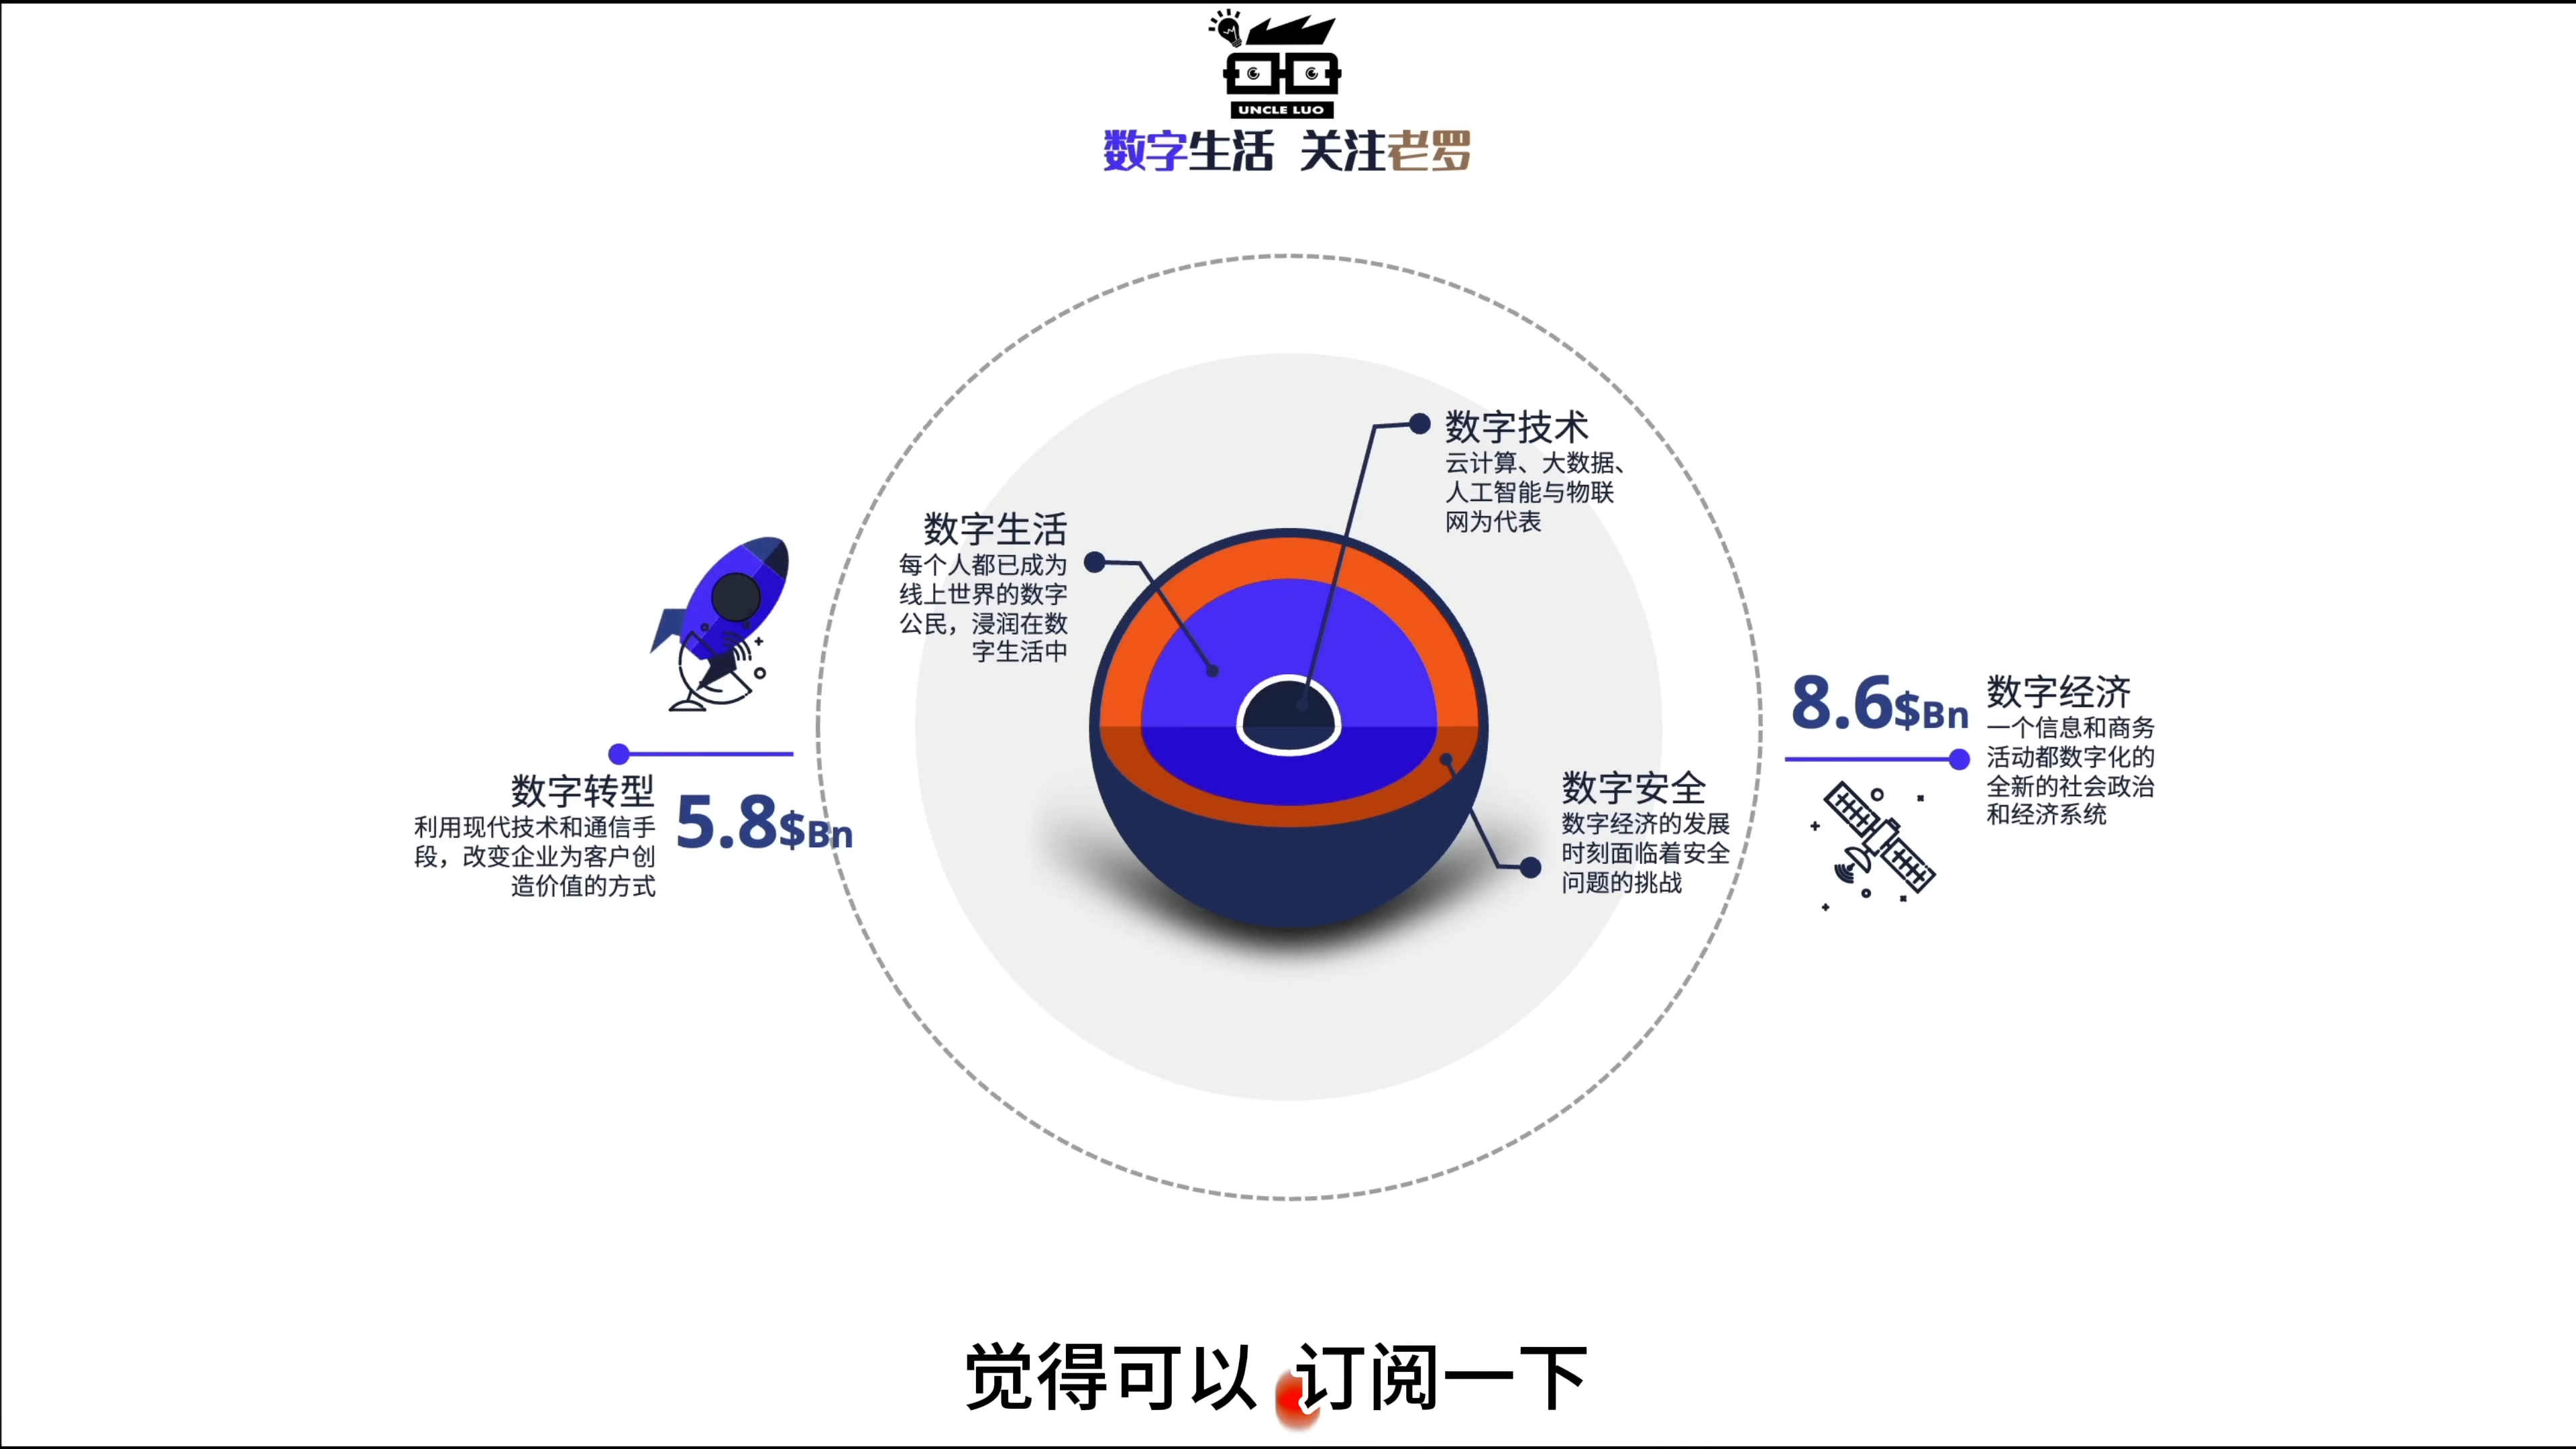 UNCLE LUO
数字生活 关注老罗
数字技术
云计算、大数据、
人工智能与物联
网为代表
数字生活
每个人都已成为
线上世界的数字
公民，浸润在数
字生活中
8.6$Bn
数字经济
一个信息和商务
活动都数字化的
全新的社会政治
和经济系统
数字转型
利用现代技术和通信手
段，改变企业为客户创
造价值的方式
5.8$Bn
数字安全
数字经济的发展
时刻面临着安全
问题的挑战
觉得可以 订阅一下